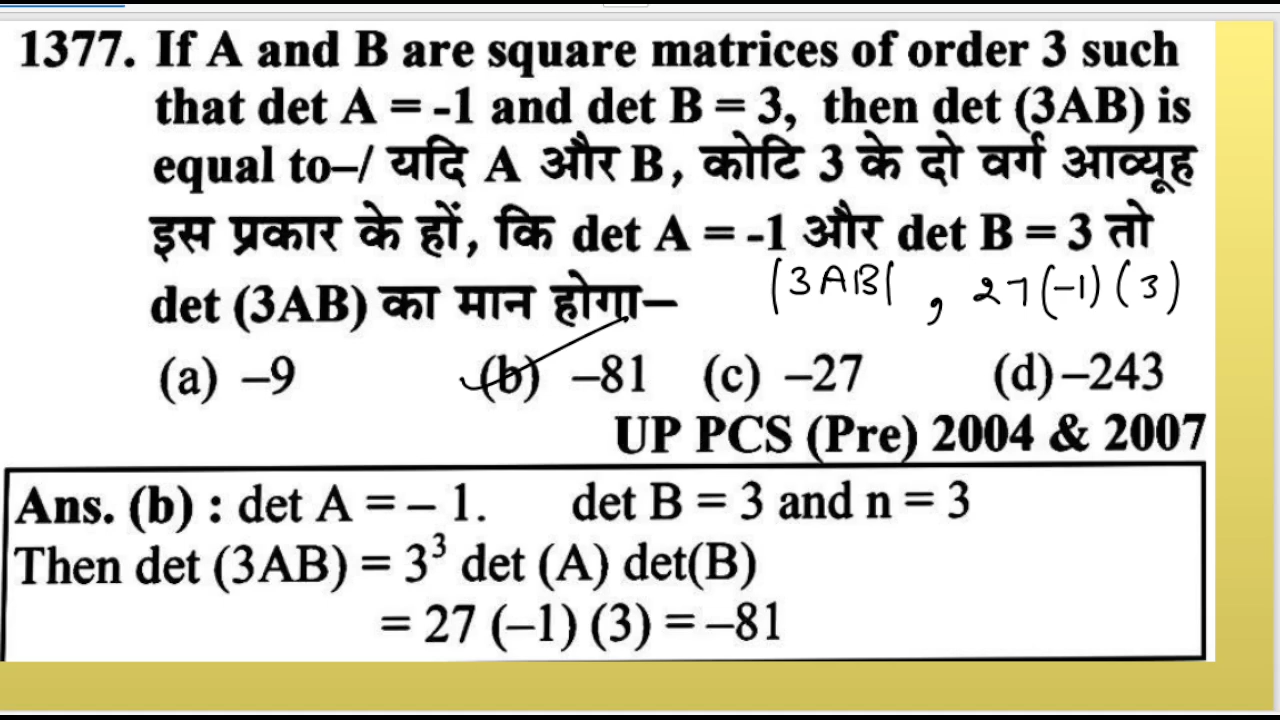 1377. If A and B are square matrices of order 3 such
that det A = -1 and det B = 3, then det (3AB) is
equal to–/ यदि A और B, कोटि 3 के दो वर्ग आव्यूह
इस प्रकार के हों, कि det A = -1 और det B = 3 तो
det (3AB) का मान होगा–
|3AB| , 27(-1)(3)
(a) –9 (b) –81 (c) –27 (d) –243
UP PCS (Pre) 2004 & 2007
Ans. (b) : det A = – 1. det B = 3 and n = 3
Then det (3AB) = 3³ det (A) det(B)
= 27 (–1) (3) = –81